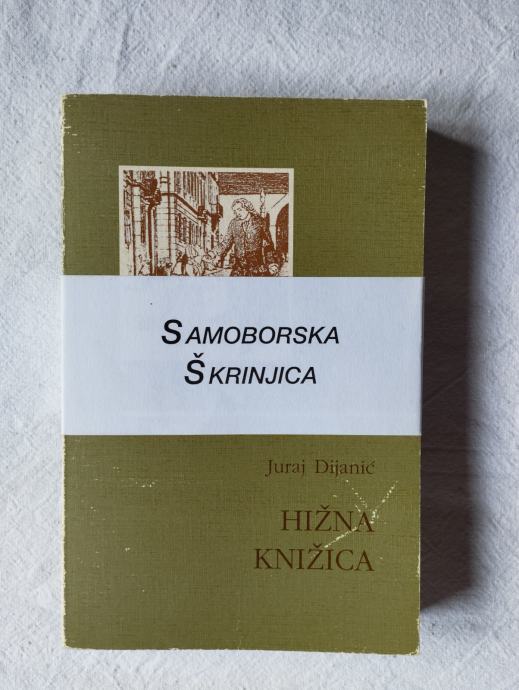 SAMOBORSKA
ŠKRINJICA
Juraj Dijanić
HIŽNA
KNIŽICA